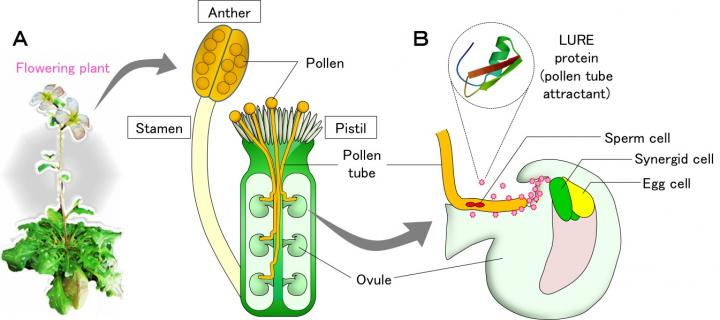 A
Flowering plant
Anther
Pollen
Stamen
Pistil
Pollen
tube
Ovule
B
LURE
protein
(pollen tube
attractant)
Sperm cell
Synergid cell
Egg cell